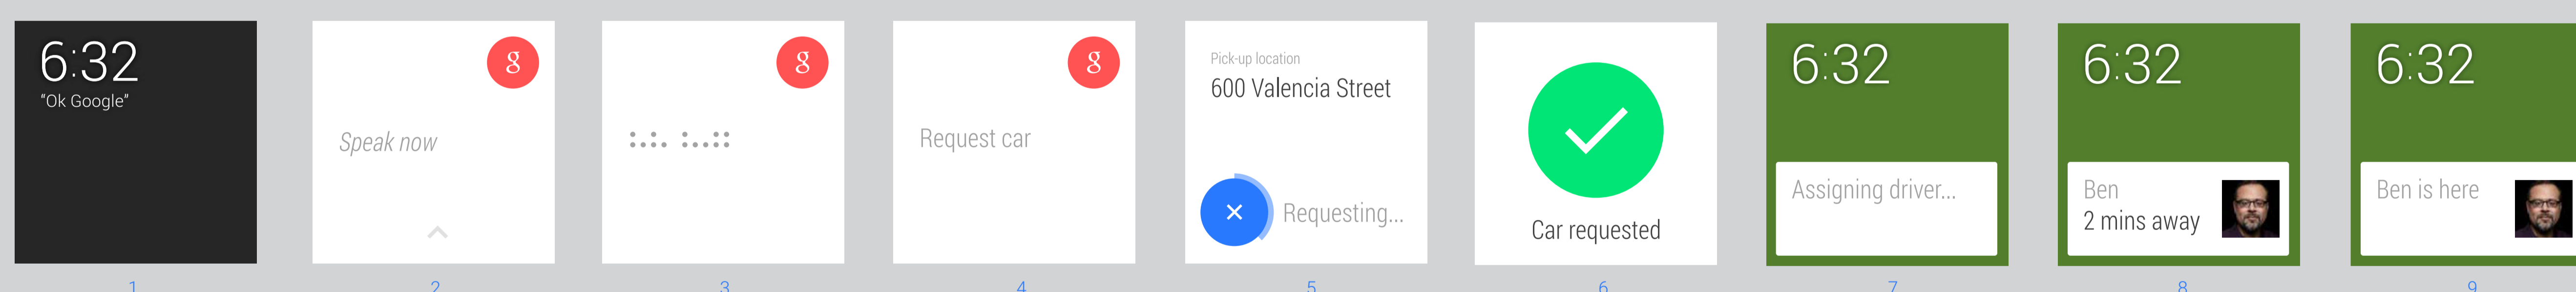 6:32
"Ok Google"
g
Speak now
g
g
Request car
Pick-up location
600 Valencia Street
Requesting...
Car requested
6:32
Assigning driver...
6:32
Ben
2 mins away
6:32
Ben is here
1
2
3
4
5
6
7
8
9